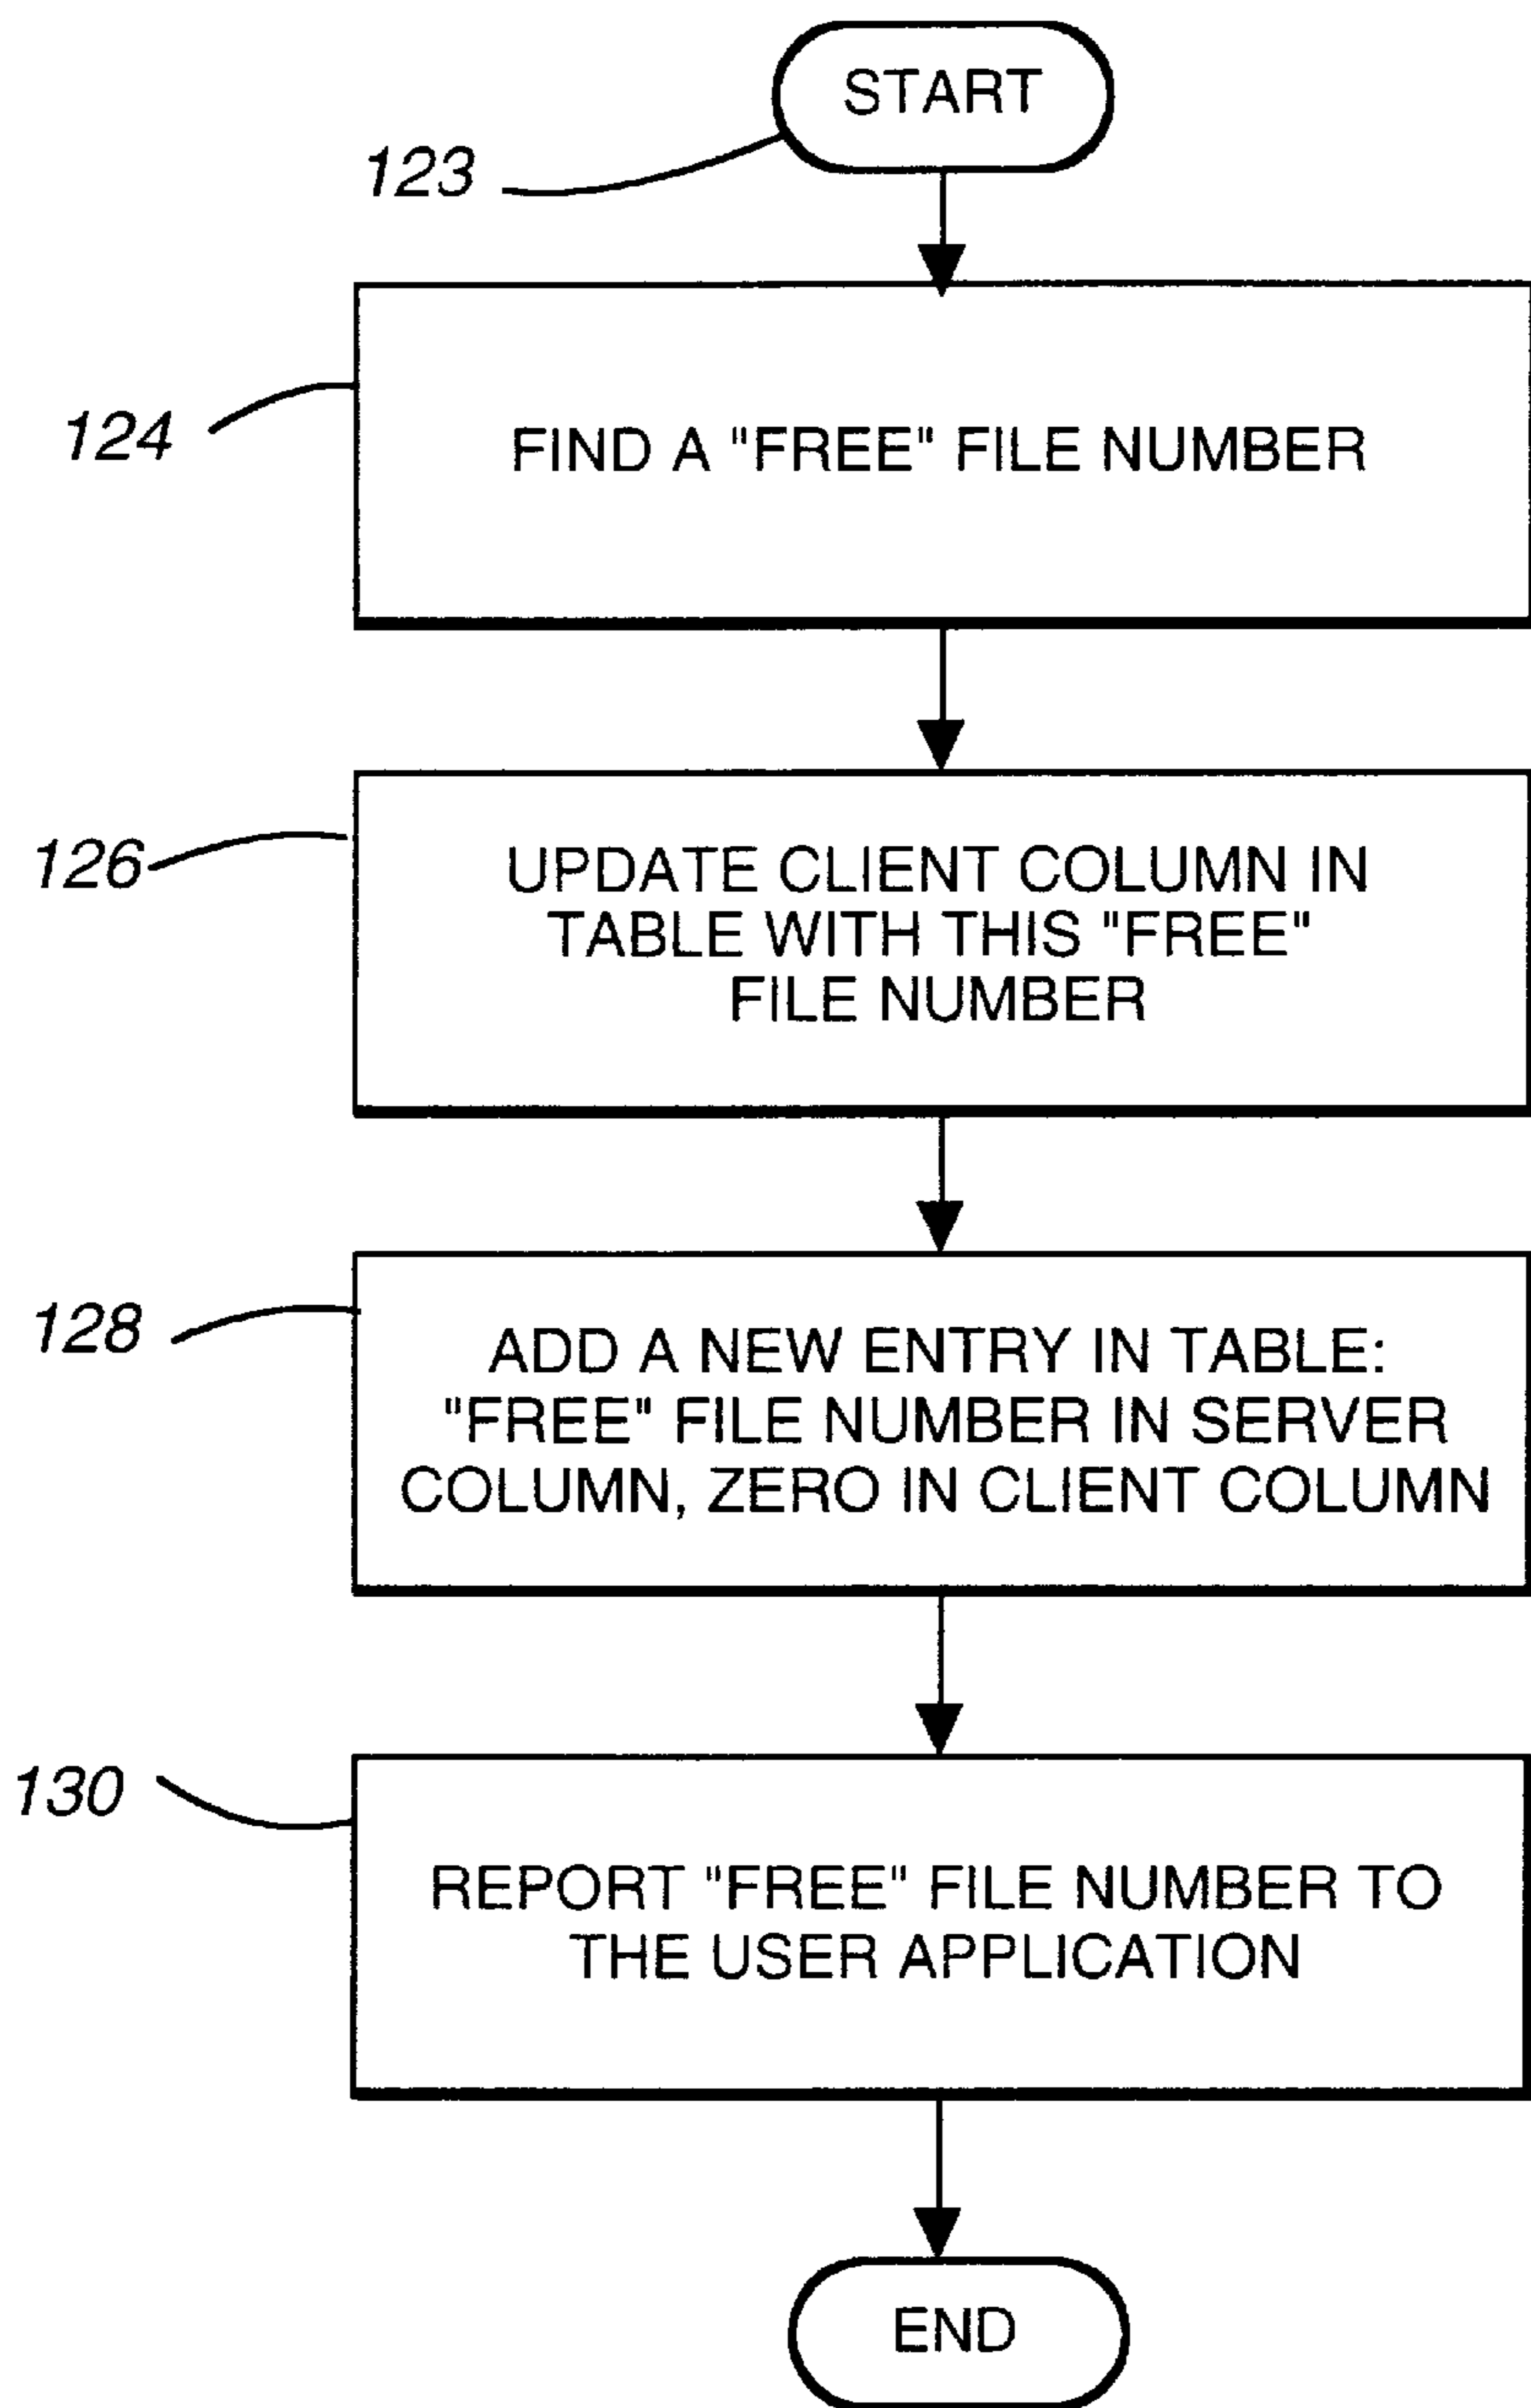 START
123
124
FIND A "FREE" FILE NUMBER
126
UPDATE CLIENT COLUMN IN
TABLE WITH THIS "FREE"
FILE NUMBER
128
ADD A NEW ENTRY IN TABLE:
"FREE" FILE NUMBER IN SERVER
COLUMN, ZERO IN CLIENT COLUMN
130
REPORT "FREE" FILE NUMBER TO
THE USER APPLICATION
END